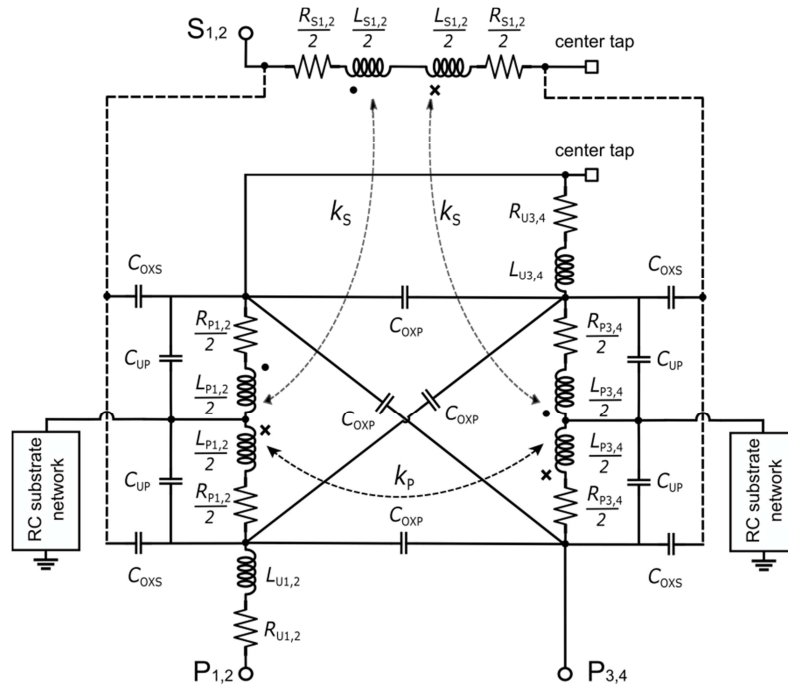 S1,2
RS1,2 LS1,2 LS1,2 RS1,2
2 2 2 2
center tap
center tap
kS kS
RU3,4
LU3,4
COXS COXS
COXP
RP1,2
2
RP3,4
2
CUP CUP
LP1,2
2
LP3,4
2
COXP COXP
LP1,2
2
LP3,4
2
kP
RC substrate
network
RC substrate
network
CUP CUP
RP1,2
2
RP3,4
2
COXP
COXS COXS
LU1,2
RU1,2
P1,2 P3,4